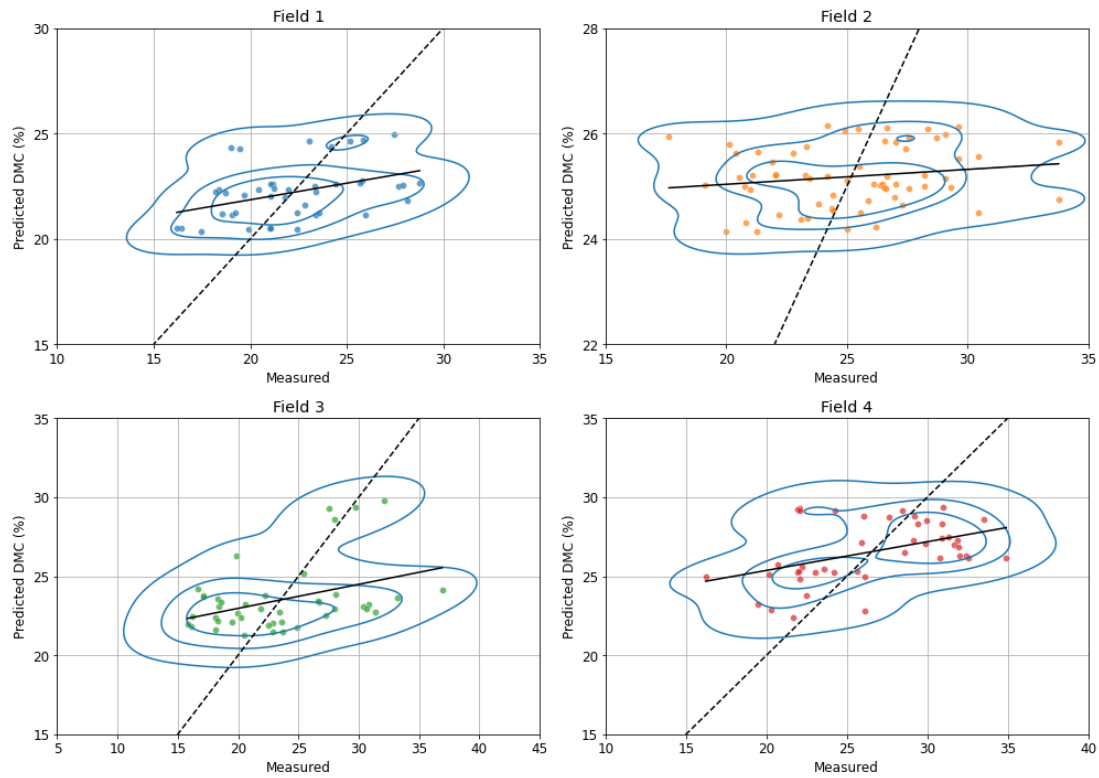 Field 1
30
25
20
15
Predicted DMC (%)
10 15 20 25 30 35
Measured
Field 2
28
26
24
22
Predicted DMC (%)
15 20 25 30 35
Measured
Field 3
35
30
25
20
15
Predicted DMC (%)
5 10 15 20 25 30 35 40 45
Measured
Field 4
35
30
25
20
15
Predicted DMC (%)
10 15 20 25 30 35 40
Measured